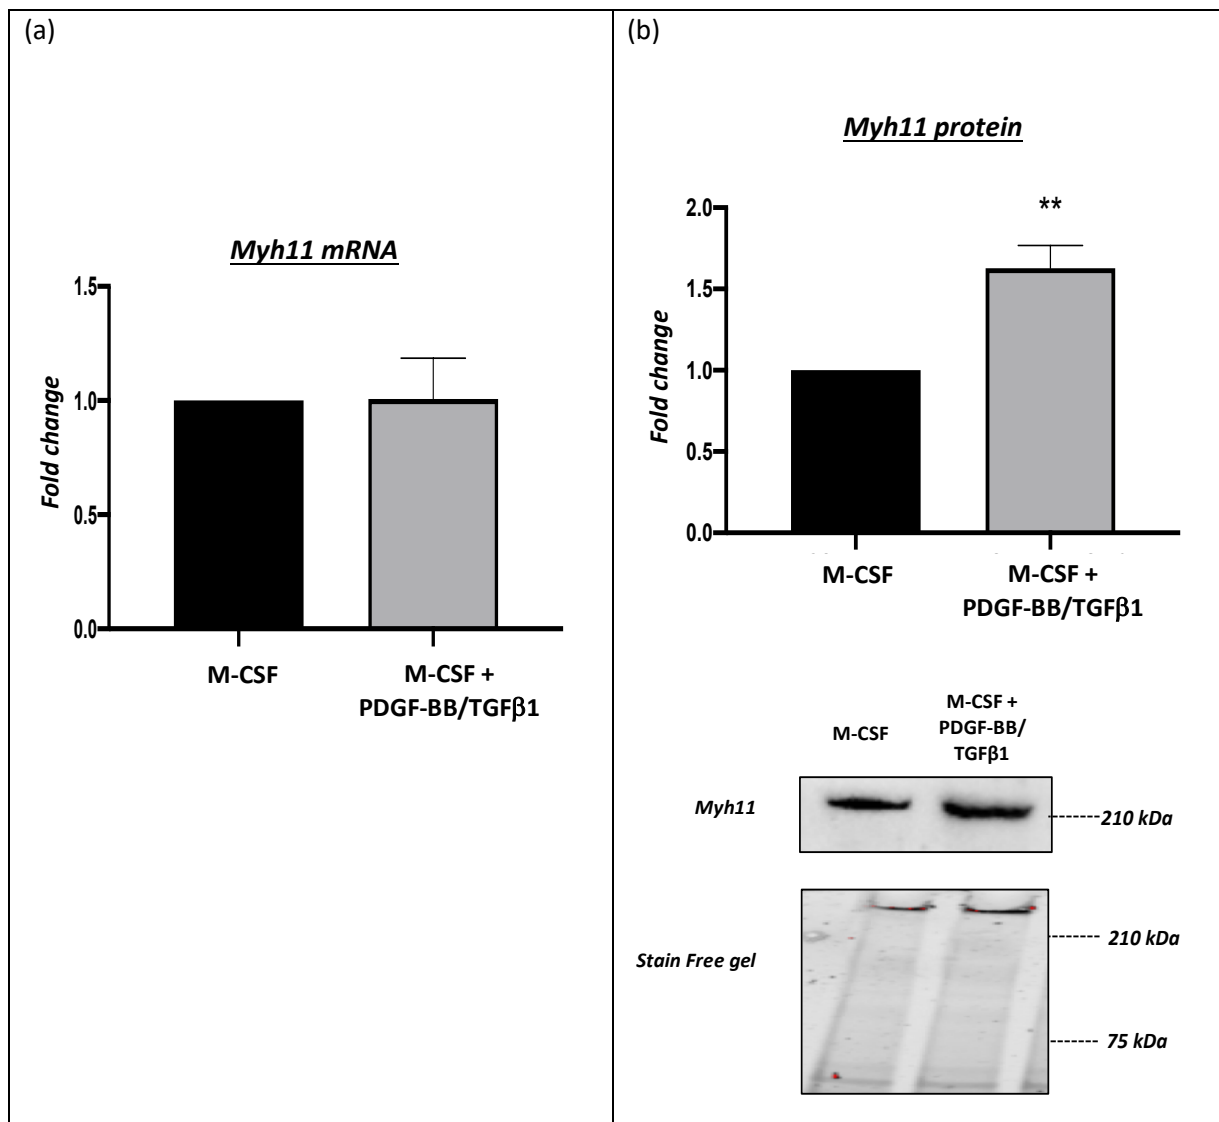 (a)
Myh11 mRNA
Fold change
1.5
1.0
0.5
0.0
M-CSF
M-CSF +
PDGF-BB/TGFβ1
(b)
Myh11 protein
Fold change
2.0
1.5
1.0
0.5
0.0
**
M-CSF
M-CSF +
PDGF-BB/TGFβ1
M-CSF
M-CSF +
PDGF-BB/
TGFβ1
Myh11
210 kDa
Stain Free gel
210 kDa
75 kDa